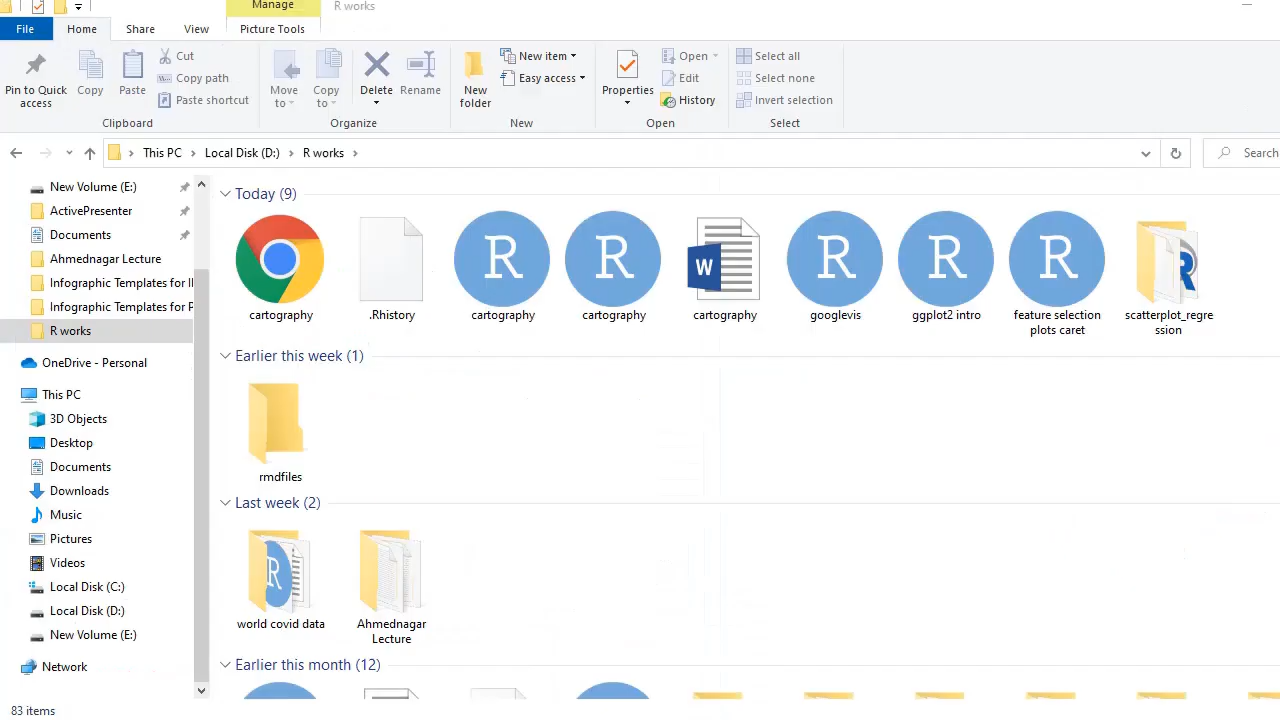 Manage
R works
File
Home
Share
View
Picture Tools
Pin to Quick access
Copy
Paste
Cut
Copy path
Paste shortcut
Clipboard
Move to
Copy to
Delete
Rename
Organize
New folder
New item
Easy access
New
Properties
Open
Edit
History
Open
Select all
Select none
Invert selection
Select
This PC
Local Disk (D:)
R works
Search
New Volume (E:)
ActivePresenter
Documents
Ahmednagar Lecture
Infographic Templates for I
Infographic Templates for P
R works
OneDrive - Personal
This PC
3D Objects
Desktop
Documents
Downloads
Music
Pictures
Videos
Local Disk (C:)
Local Disk (D:)
New Volume (E:)
Network
Today (9)
R
R
W
R
R
R
R
cartography
.Rhistory
cartography
cartography
cartography
googlevis
ggplot2 intro
feature selection
plots caret
scatterplot_regre
ssion
Earlier this week (1)
rmdfiles
Last week (2)
R
world covid data
Ahmednagar
Lecture
Earlier this month (12)
83 items